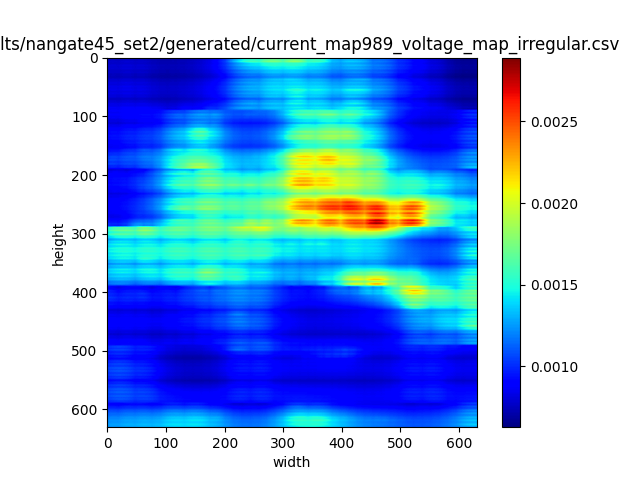 lts/nangate45_set2/generated/current_map989_voltage_map_irregular.csv
0
100
200
300
400
500
600
height
0 100 200 300 400 500 600
width
0.0025
0.0020
0.0015
0.0010